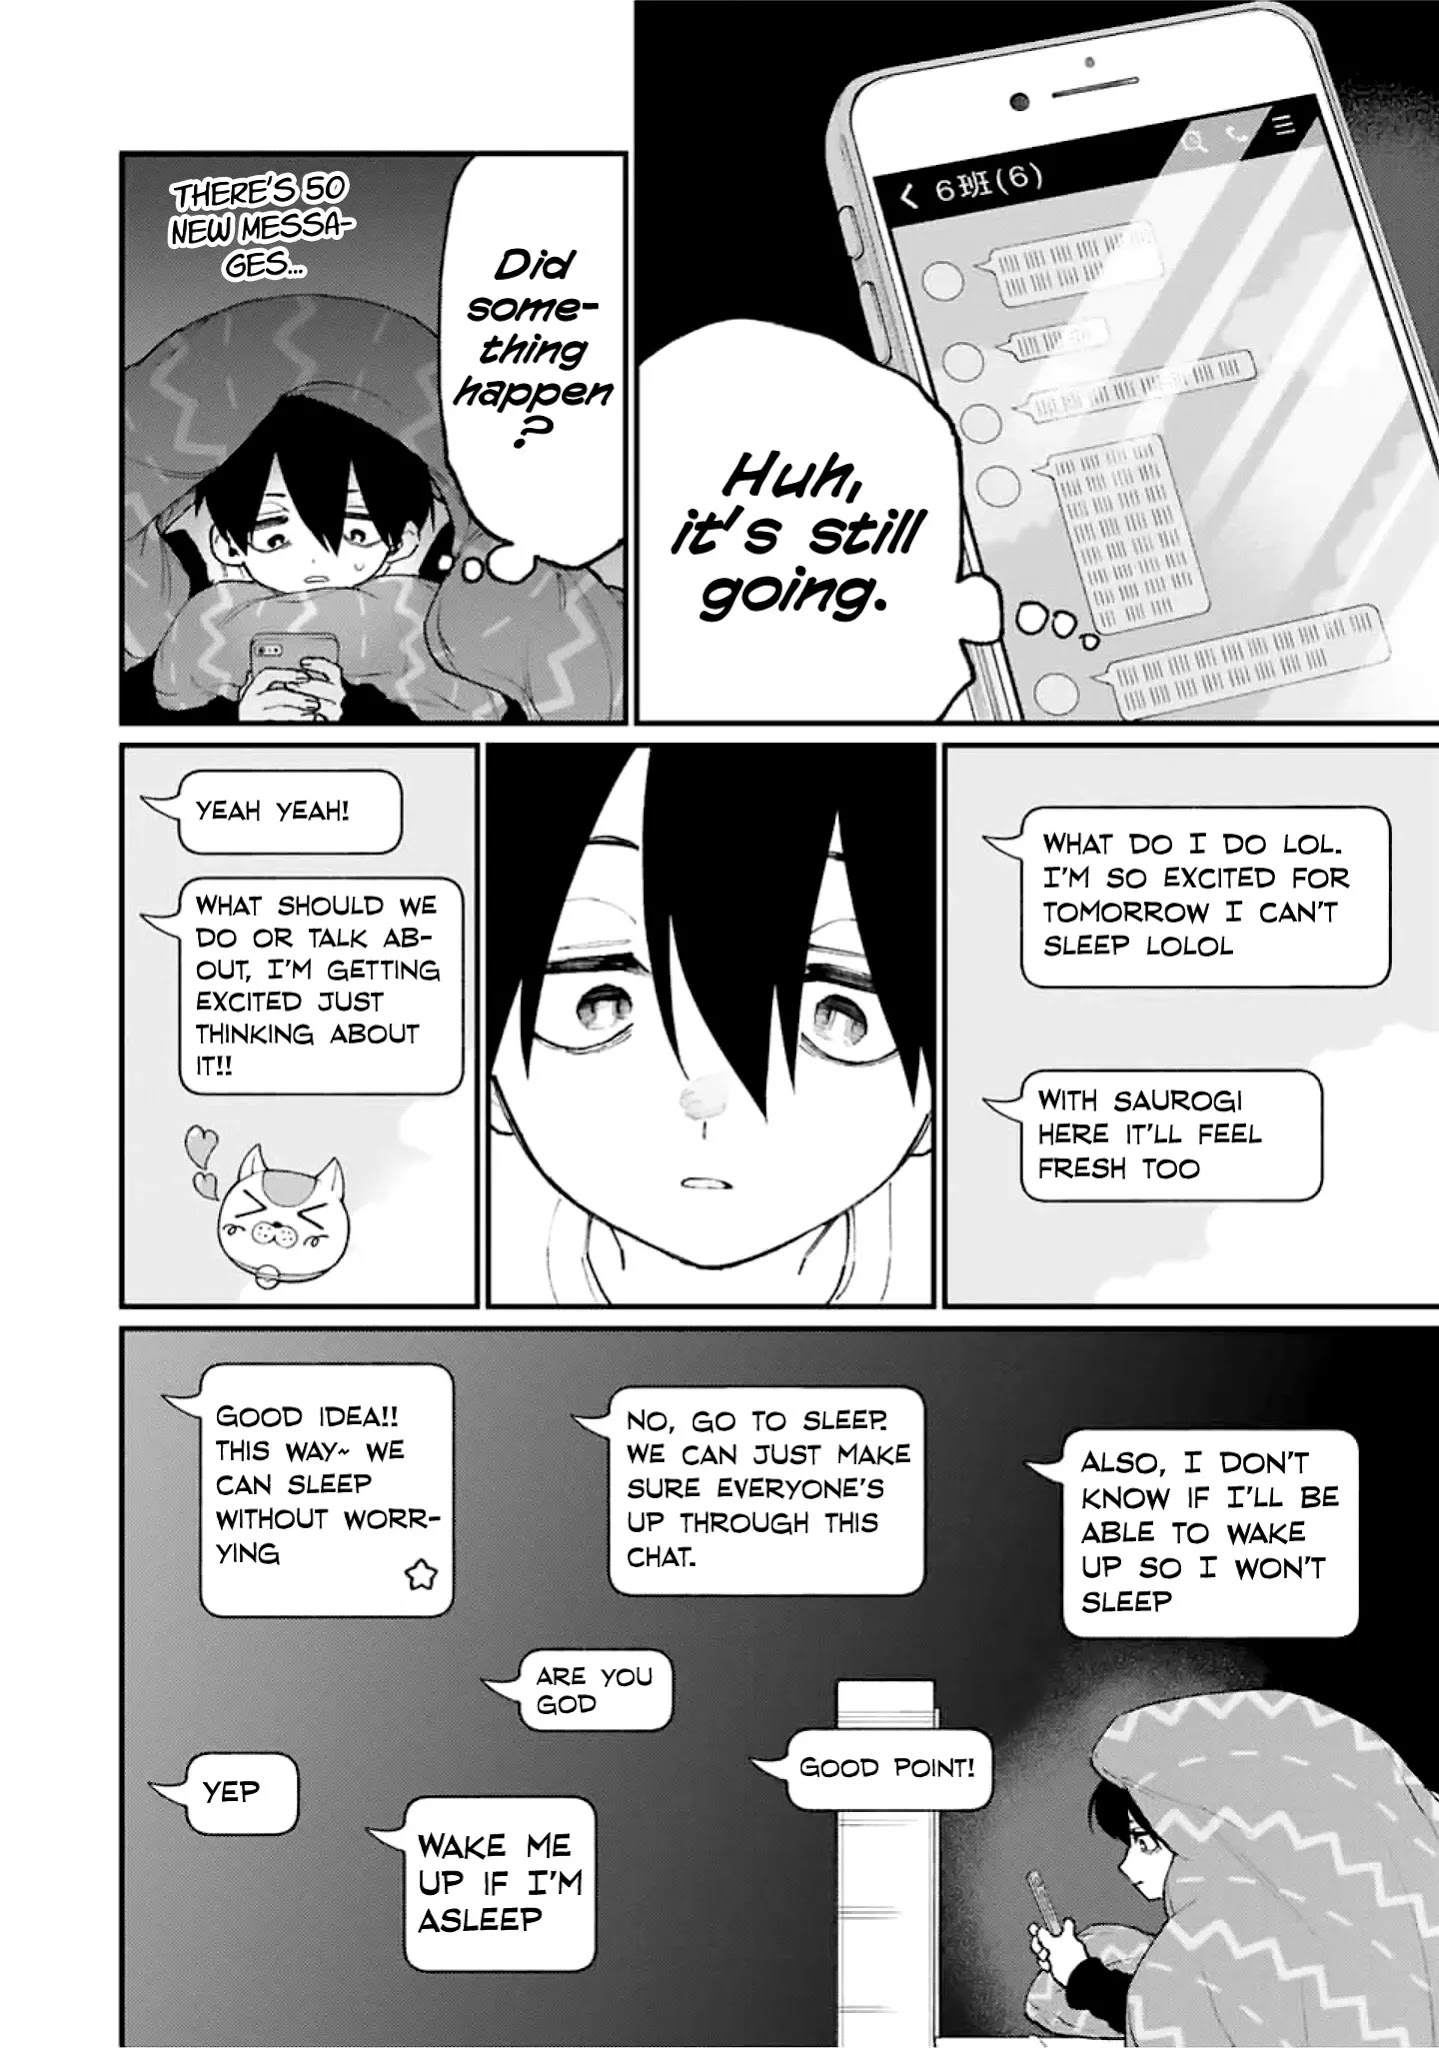 6班(6)
Huh,
it's still
going.
THERE'S 50
NEW MESSA-
GES...
Did
some-
thing
happen
?
WHAT DO I DO LOL.
I'M SO EXCITED FOR
TOMORROW I CAN'T
SLEEP LOLOL
WITH SAUROGI
HERE IT'LL FEEL
FRESH TOO
YEAH YEAH!
WHAT SHOULD WE
DO OR TALK AB-
OUT, I'M GETTING
EXCITED JUST
THINKING ABOUT
IT!!
ALSO, I DON'T
KNOW IF I'LL BE
ABLE TO WAKE
UP SO I WON'T
SLEEP
NO, GO TO SLEEP.
WE CAN JUST MAKE
SURE EVERYONE'S
UP THROUGH THIS
CHAT.
GOOD IDEA!!
THIS WAY~ WE
CAN SLEEP
WITHOUT WORR-
YING
GOOD POINT!
ARE YOU
GOD
WAKE ME
UP IF I'M
ASLEEP
YEP